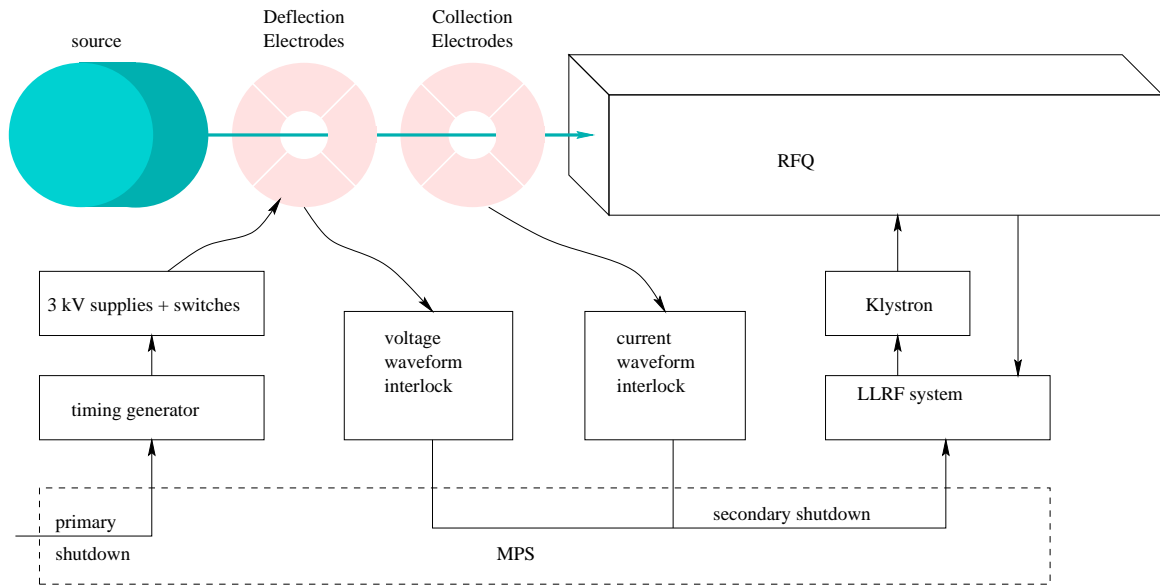 source
Deflection
Electrodes
Collection
Electrodes
RFQ
3 kV supplies + switches
voltage
waveform
interlock
current
waveform
interlock
Klystron
timing generator
LLRF system
primary
shutdown
secondary shutdown
MPS